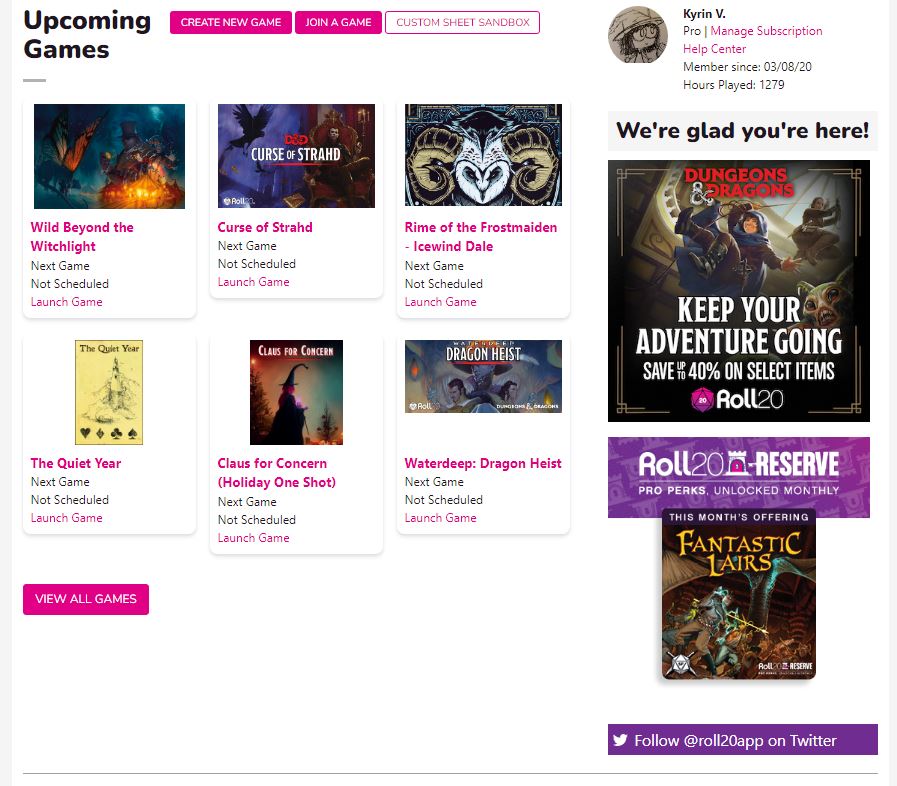 Upcoming
Games
CREATE NEW GAME
JOIN A GAME
CUSTOM SHEET SANDBOX
D&D
CURSE OF STRAHD
Roll20
Wild Beyond the
Witchlight
Next Game
Not Scheduled
Launch Game
Curse of Strahd
Next Game
Not Scheduled
Launch Game
Rime of the Frostmaiden
- Icewind Dale
Next Game
Not Scheduled
Launch Game
The Quiet Year
CLAUS FOR CONCERN
WATERDEEP
DRAGON HEIST
Roll20
DUNGEONS & DRAGONS
The Quiet Year
Next Game
Not Scheduled
Launch Game
Claus for Concern
(Holiday One Shot)
Next Game
Not Scheduled
Launch Game
Waterdeep: Dragon Heist
Next Game
Not Scheduled
Launch Game
VIEW ALL GAMES
Kyrin V.
Pro | Manage Subscription
Help Center
Member since: 03/08/20
Hours Played: 1279
We're glad you're here!
DUNGEONS
& DRAGONS
KEEP YOUR
ADVENTURE GOING
SAVE UP TO 40% ON SELECT ITEMS
20 Roll20
Roll20-RESERVE
PRO PERKS, UNLOCKED MONTHLY
THIS MONTH'S OFFERING
FANTASTIC
LAIRS
Roll20-RESERVE
PRO PERKS, UNLOCKED MONTHLY
Follow @roll20app on Twitter